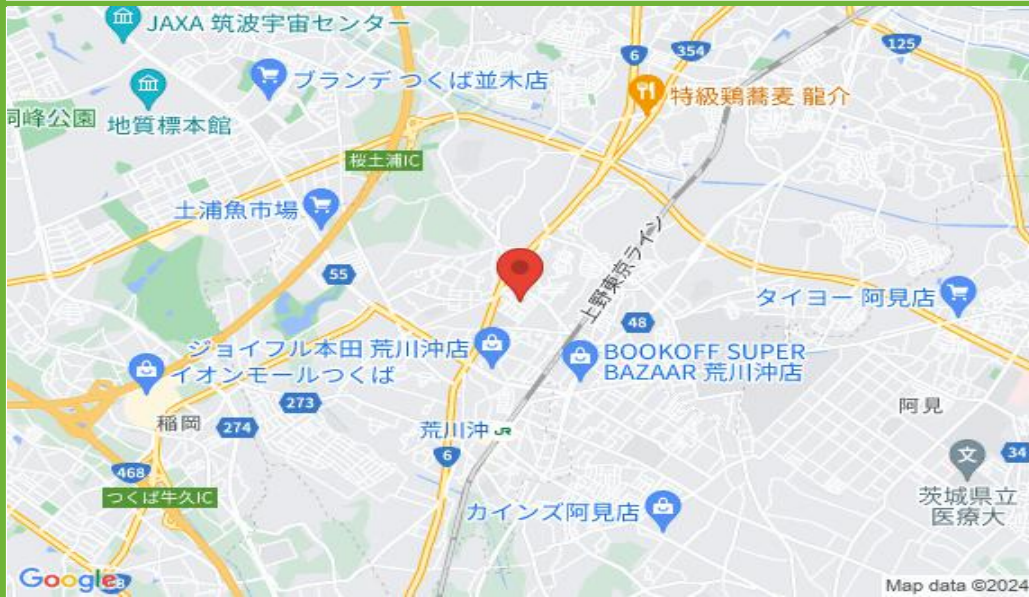 JAXA 筑波宇宙センター
ブランデ つくば並木店
6
354
125
特級鶏蕎麦 龍介
洞峰公園
地質標本館
桜土浦IC
土浦魚市場
55
上野東京ライン
タイヨー 阿見店
48
ジョイフル本田 荒川沖店
イオンモールつくば
BOOKOFF SUPER
BAZAAR 荒川沖店
273
稲岡
274
阿見
荒川沖 JR
6
468
34
つくば牛久IC
カインズ阿見店
茨城県立
医療大
Google
Map data ©2024